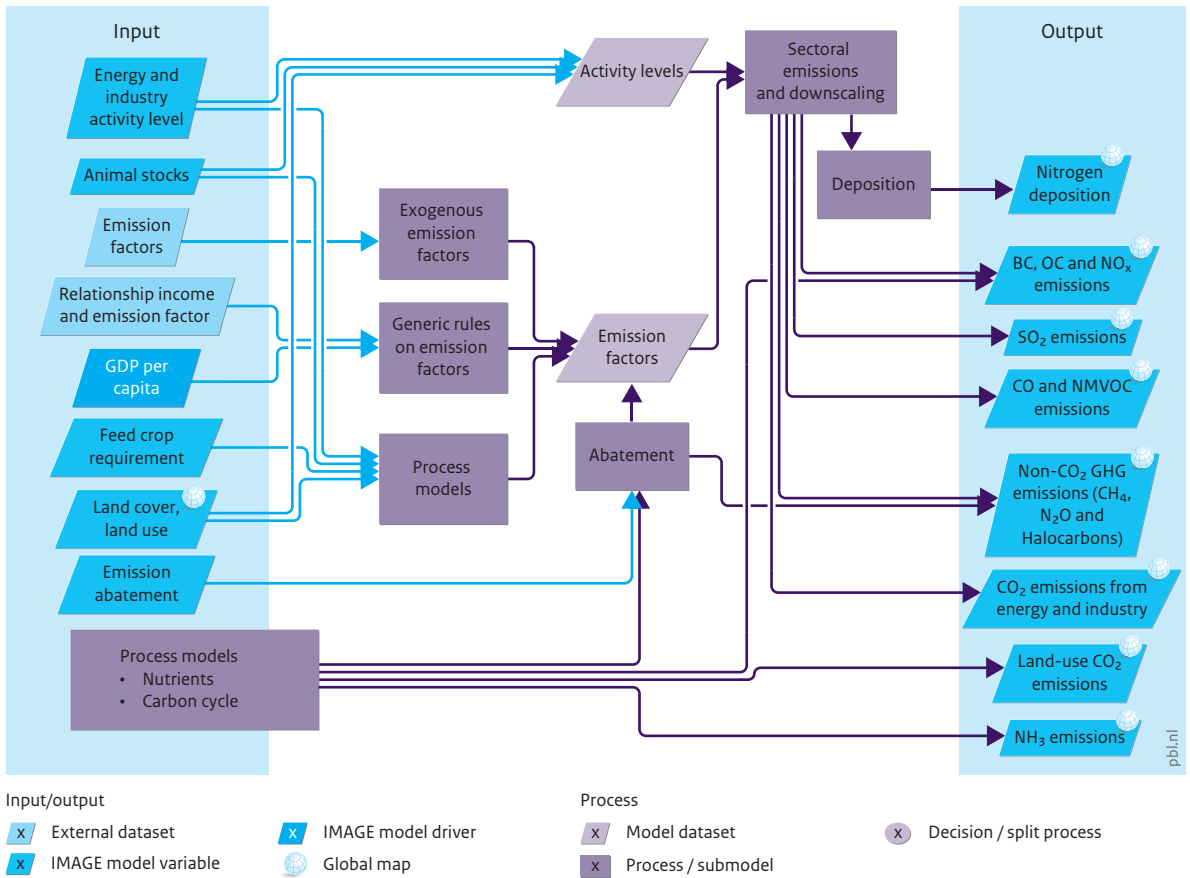 Input
Energy and
industry
activity level
Animal stocks
Emission
factors
Relationship income
and emission factor
GDP per
capita
Feed crop
requirement
Land cover,
land use
Emission
abatement
Process models
• Nutrients
• Carbon cycle
Exogenous
emission
factors
Generic rules
on emission
factors
Process
models
Activity levels
Emission
factors
Abatement
Sectoral
emissions
and downscaling
Deposition
Output
Nitrogen
deposition
BC, OC and NOₓ
emissions
SO₂ emissions
CO and NMVOC
emissions
Non-CO₂ GHG
emissions (CH₄,
N₂O and
Halocarbons)
CO₂ emissions from
energy and industry
Land-use CO₂
emissions
NH₃ emissions
pbl.nl
Input/output
x External dataset
x IMAGE model variable
x IMAGE model driver
Global map
Process
x Model dataset
x Process / submodel
x Decision / split process